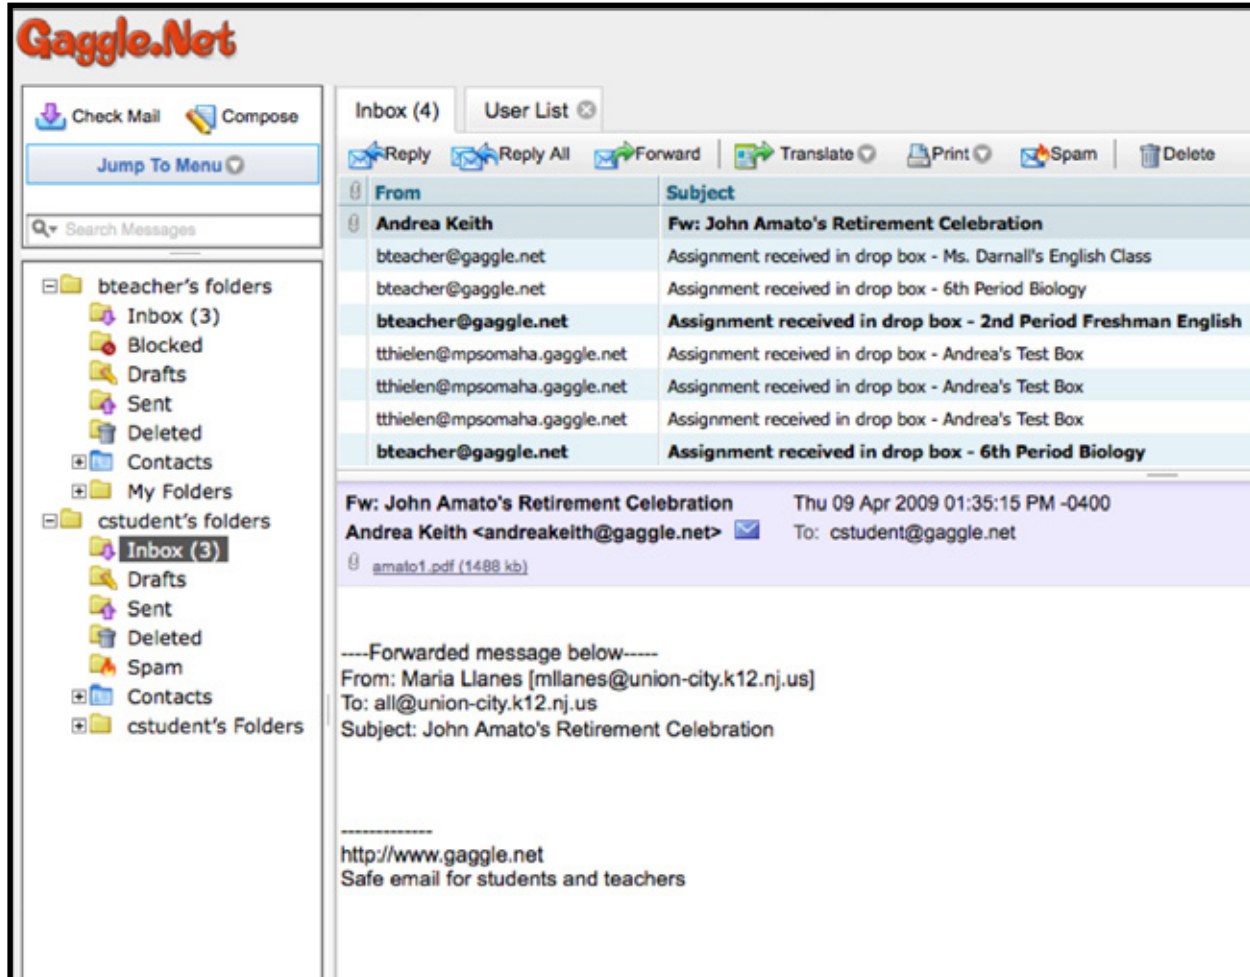 Gaggle.Net
Check Mail Compose
Jump To Menu
Search Messages
bteacher's folders
Inbox (3)
Blocked
Drafts
Sent
Deleted
Contacts
My Folders
cstudent's folders
Inbox (3)
Drafts
Sent
Deleted
Spam
Contacts
cstudent's Folders
Inbox (4) User List
Reply Reply All Forward Translate Print Spam Delete
From Subject
Andrea Keith Fw: John Amato's Retirement Celebration
bteacher@gaggle.net Assignment received in drop box - Ms. Darnall's English Class
bteacher@gaggle.net Assignment received in drop box - 6th Period Biology
bteacher@gaggle.net Assignment received in drop box - 2nd Period Freshman English
tthielen@mpsomaha.gaggle.net Assignment received in drop box - Andrea's Test Box
tthielen@mpsomaha.gaggle.net Assignment received in drop box - Andrea's Test Box
tthielen@mpsomaha.gaggle.net Assignment received in drop box - Andrea's Test Box
bteacher@gaggle.net Assignment received in drop box - 6th Period Biology
Fw: John Amato's Retirement Celebration Thu 09 Apr 2009 01:35:15 PM -0400
Andrea Keith <andreakeith@gaggle.net> To: cstudent@gaggle.net
amato1.pdf (1488 kb)
----Forwarded message below-----
From: Maria Llanes [mllanes@union-city.k12.nj.us]
To: all@union-city.k12.nj.us
Subject: John Amato's Retirement Celebration
-------------
http://www.gaggle.net
Safe email for students and teachers